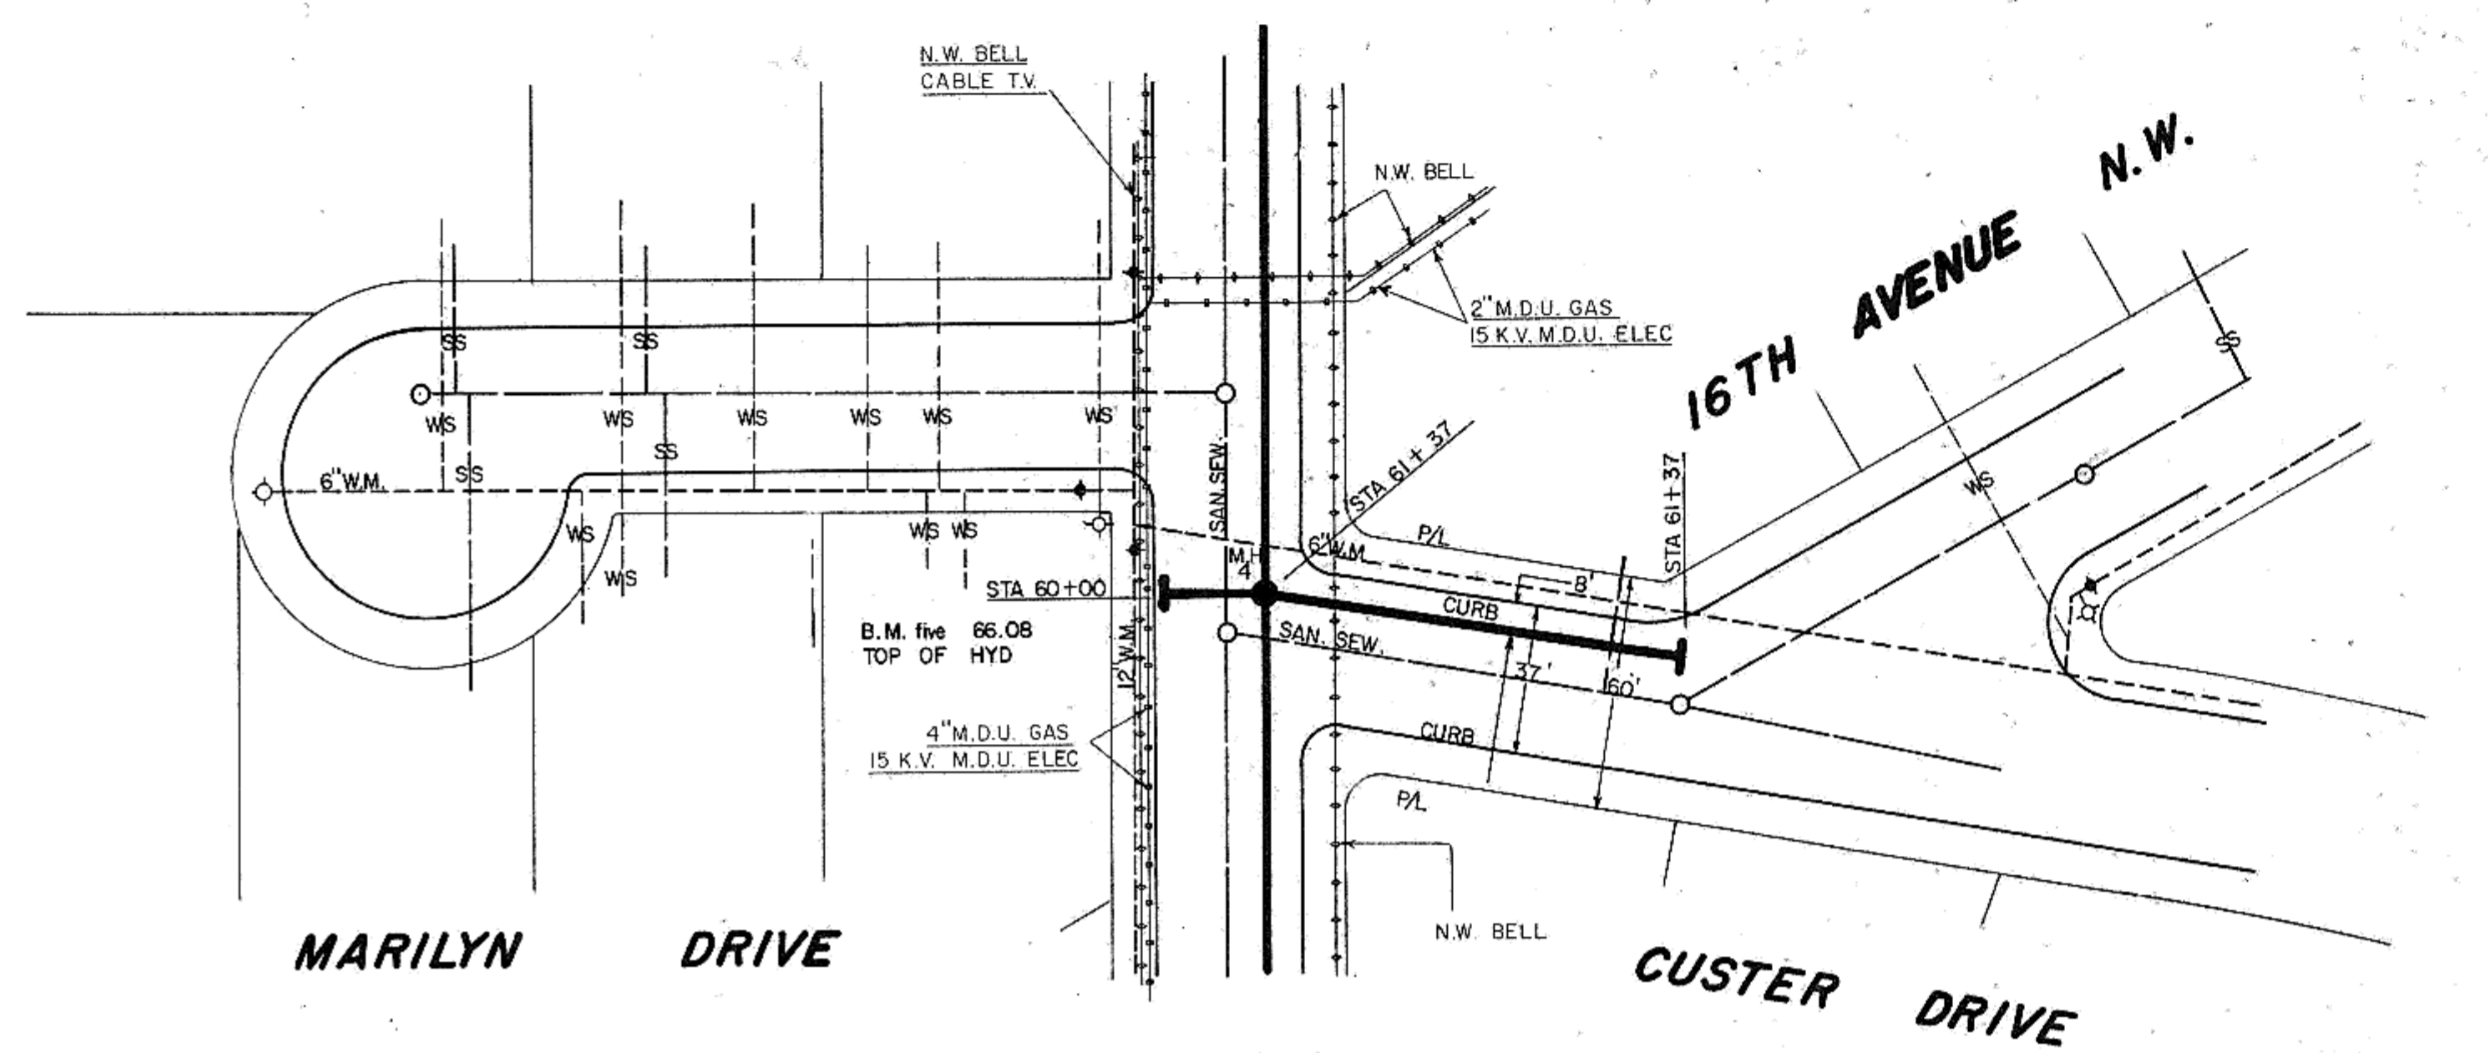 N.W. BELL
CABLE T.V.
N.W. BELL
N.W.
16TH AVENUE
2" M.D.U. GAS
15 K.V. M.D.U. ELEC
SS
SS
SS
WS
WS
WS
WS
WS
WS
SS
SS
6" W.M.
WS
WS
WS
WS
WS
SAN. SEW.
STA 61+37
STA 61+37
P/L
6" W.M.
M.H.
4
8'
STA 60+00
CURB
B.M. five 66.08
TOP OF HYD
12" W.M.
SAN. SEW.
37'
60'
4" M.D.U. GAS
15 K.V. M.D.U. ELEC
CURB
P/L
N.W. BELL
MARILYN DRIVE
CUSTER DRIVE